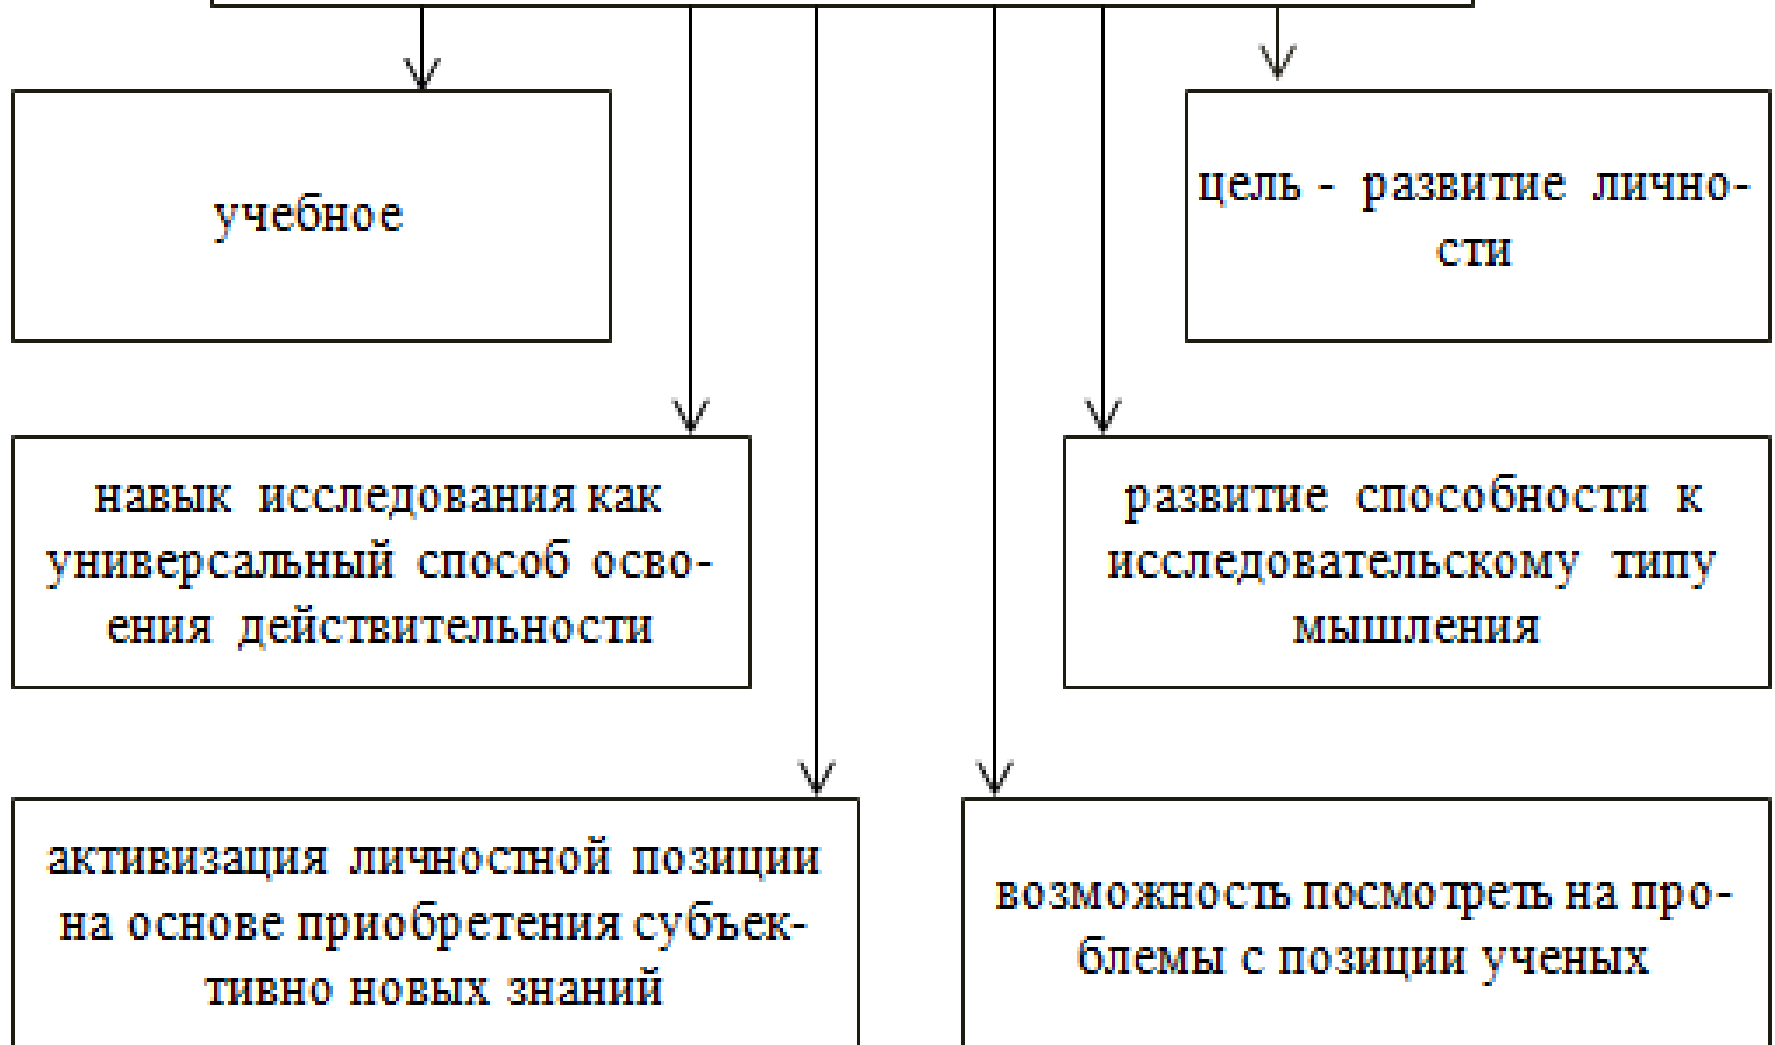 учебное
цель - развитие лично-
сти
навык исследования как
универсальный способ осво-
ения действительности
развитие способности к
исследовательскому типу
мышления
активизация личностной позиции
на основе приобретения субъек-
тивно новых знаний
возможность посмотреть на про-
блемы с позиции ученых